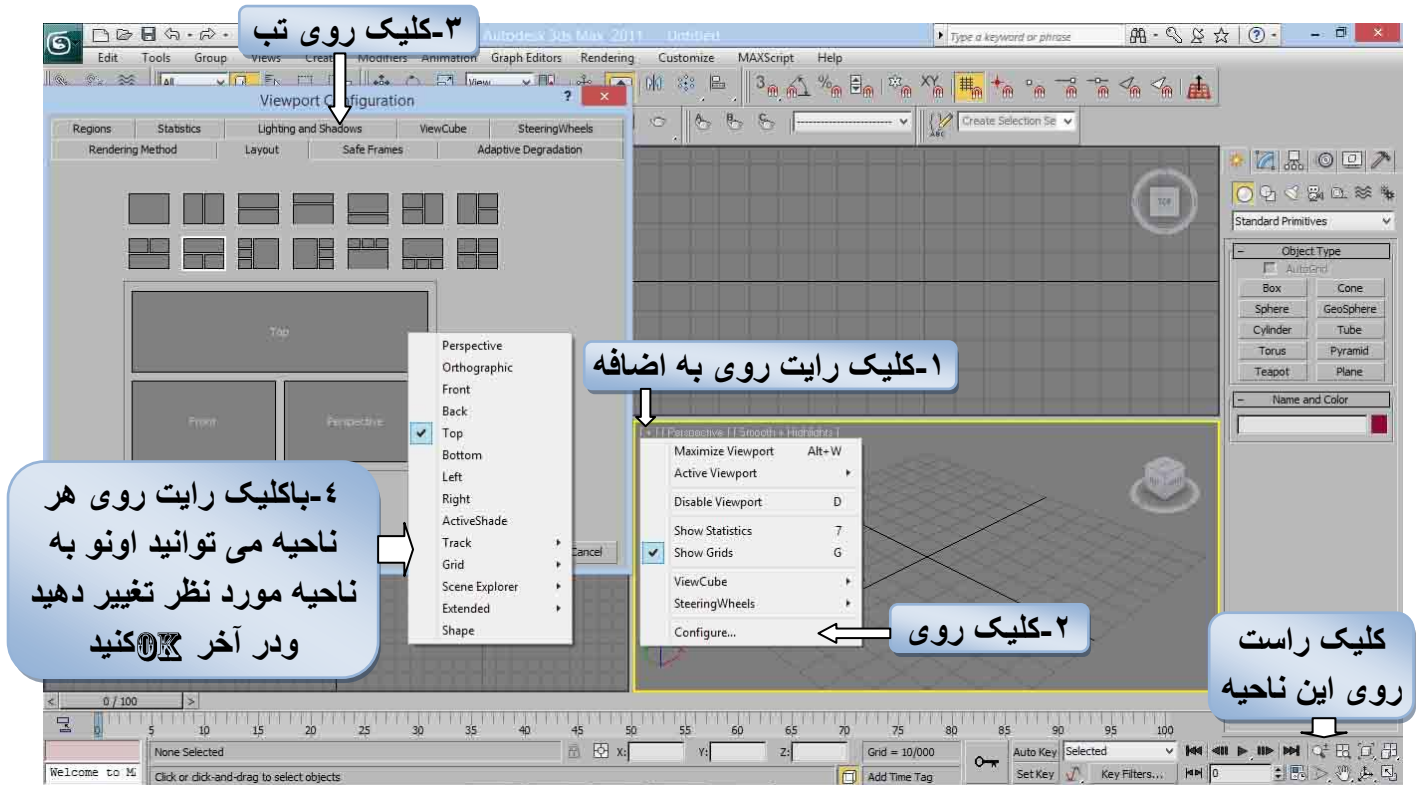 ۳-کلیک روی تب
Autodesk 3ds Max 2011 Untitled
Type a keyword or phrase
Edit Tools Group Views Create Modifiers Animation Graph Editors Rendering Customize MAXScript Help
All
View
Create Selection Se
Viewport Configuration
Regions Statistics Lighting and Shadows ViewCube SteeringWheels
Rendering Method Layout Safe Frames Adaptive Degradation
Top
Front Perspective
Cancel
Perspective
Orthographic
Front
Back
Top
Bottom
Left
Right
ActiveShade
Track
Grid
Scene Explorer
Extended
Shape
۱-کلیک رایت روی به اضافه
[ + ] [ Perspective ] [ Smooth + Highlights ]
Maximize Viewport Alt+W
Active Viewport
Disable Viewport D
Show Statistics 7
Show Grids G
ViewCube
SteeringWheels
Configure...
۲-کلیک روی
٤-باکلیک رایت روی هر
ناحیه می توانید اونو به
ناحیه مورد نظر تغییر دهید
ودر آخر OKکنید
TOP
Standard Primitives
Object Type
AutoGrid
Box Cone
Sphere GeoSphere
Cylinder Tube
Torus Pyramid
Teapot Plane
Name and Color
کلیک راست
روی این ناحیه
0 / 100
0 5 10 15 20 25 30 35 40 45 50 55 60 65 70 75 80 85 90 95 100
None Selected X: Y: Z: Grid = 10/000 Auto Key Selected
Welcome to M Click or click-and-drag to select objects Add Time Tag Set Key Key Filters... 0